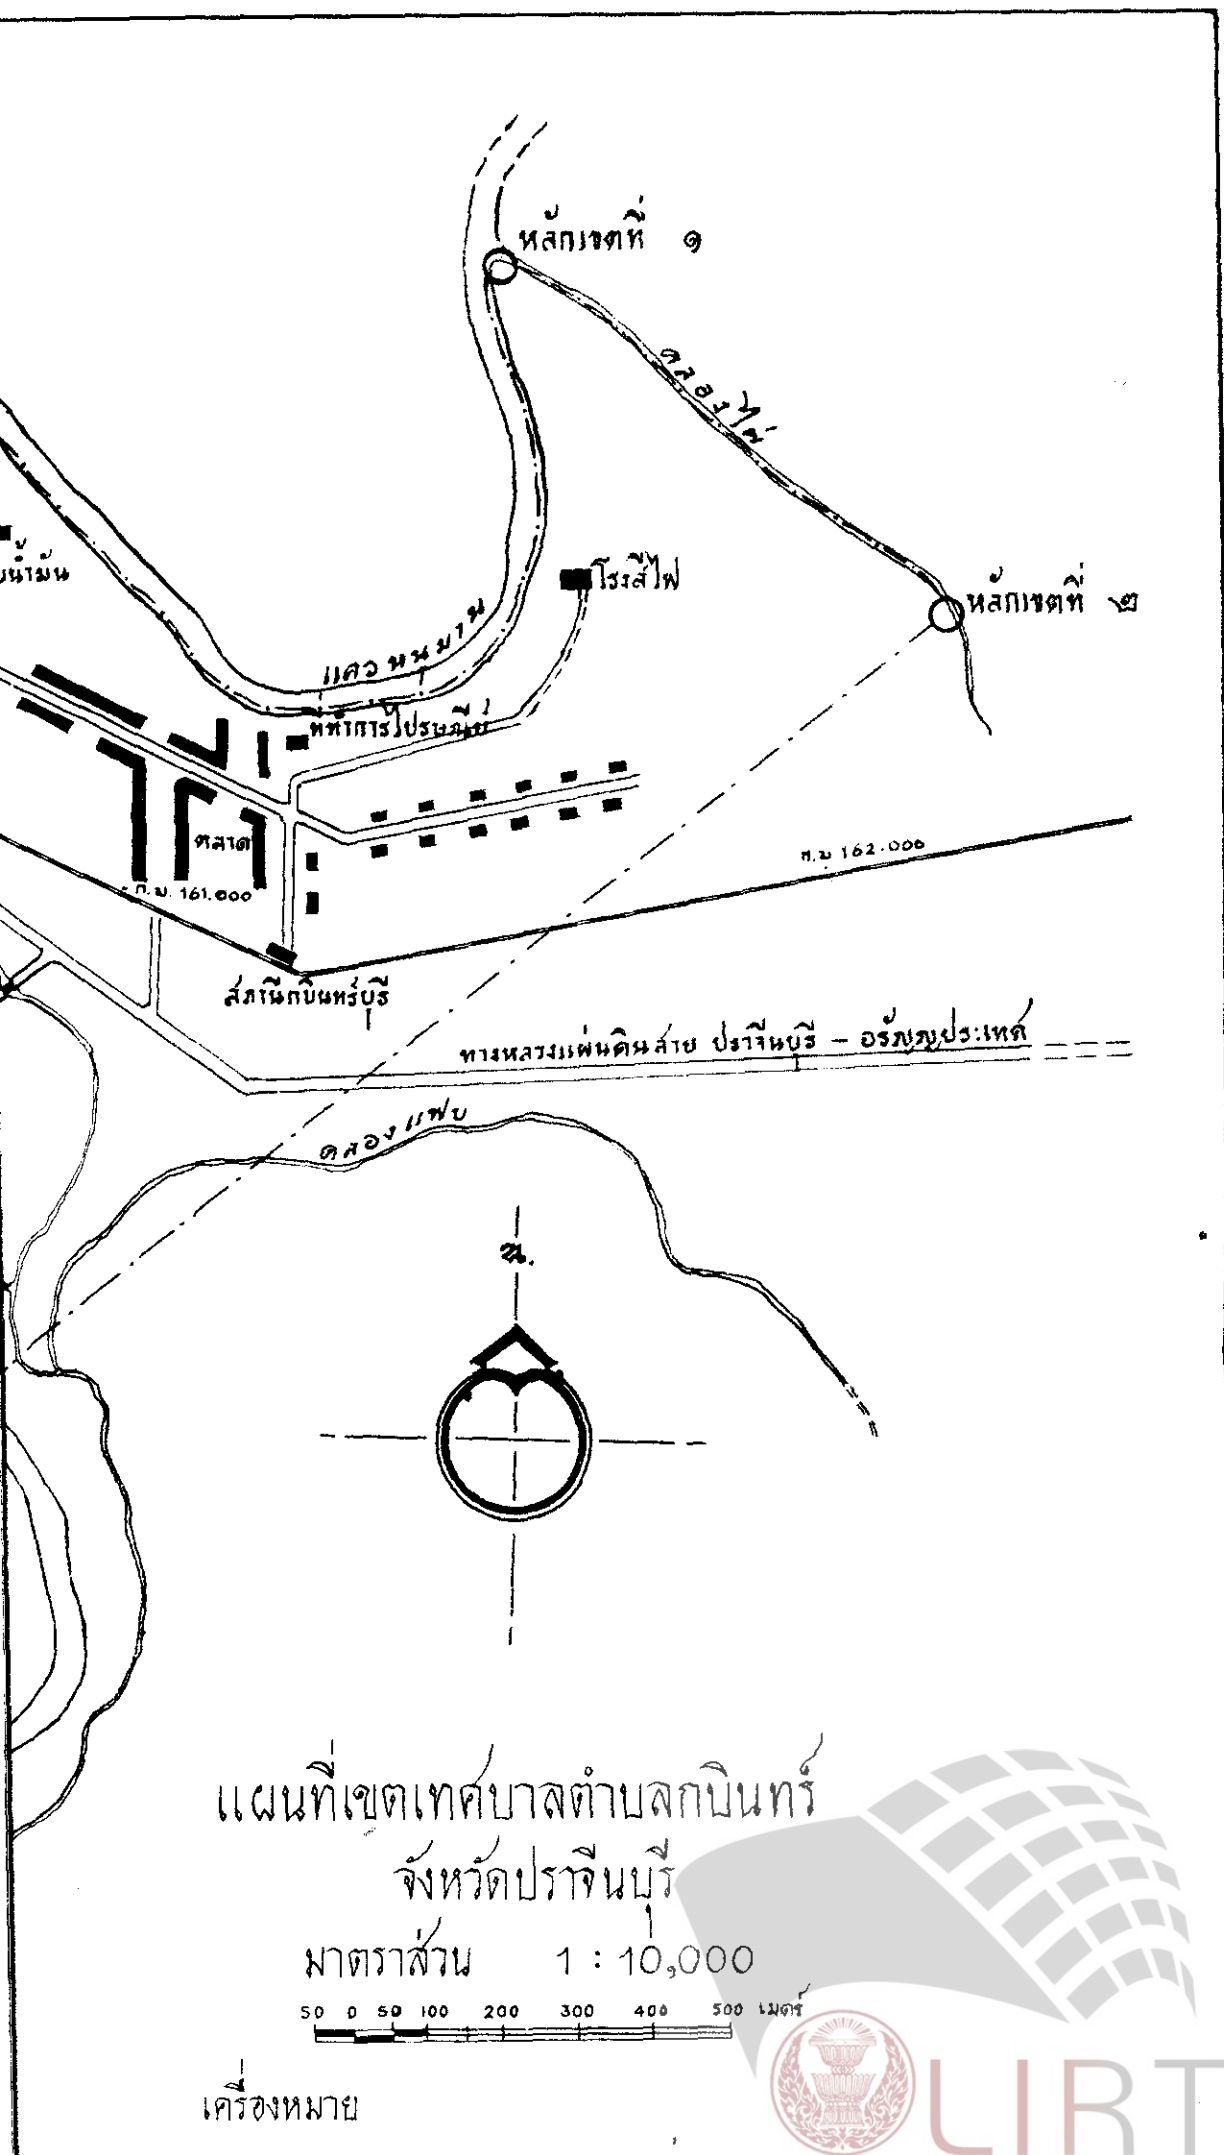 หลักเขตที่ ๑
คลองไผ่
น้ำมัน
โรงสีไฟ
หลักเขตที่ ๒
แควหนุมาน
ที่ทำการไปรษณีย์
ตลาด
ก.ม. 161.000
ก.ม 162.000
สถานีกบินทร์บุรี
ทางหลวงแผ่นดินสาย ปราจีนบุรี – อรัญญประเทศ
คลองแฟบ
น.
แผนที่เขตเทศบาลตำบลกบินทร์
จังหวัดปราจีนบุรี
มาตราส่วน 1 : 10,000
50 0 50 100 200 300 400 500 เมตร์
เครื่องหมาย
LIRT